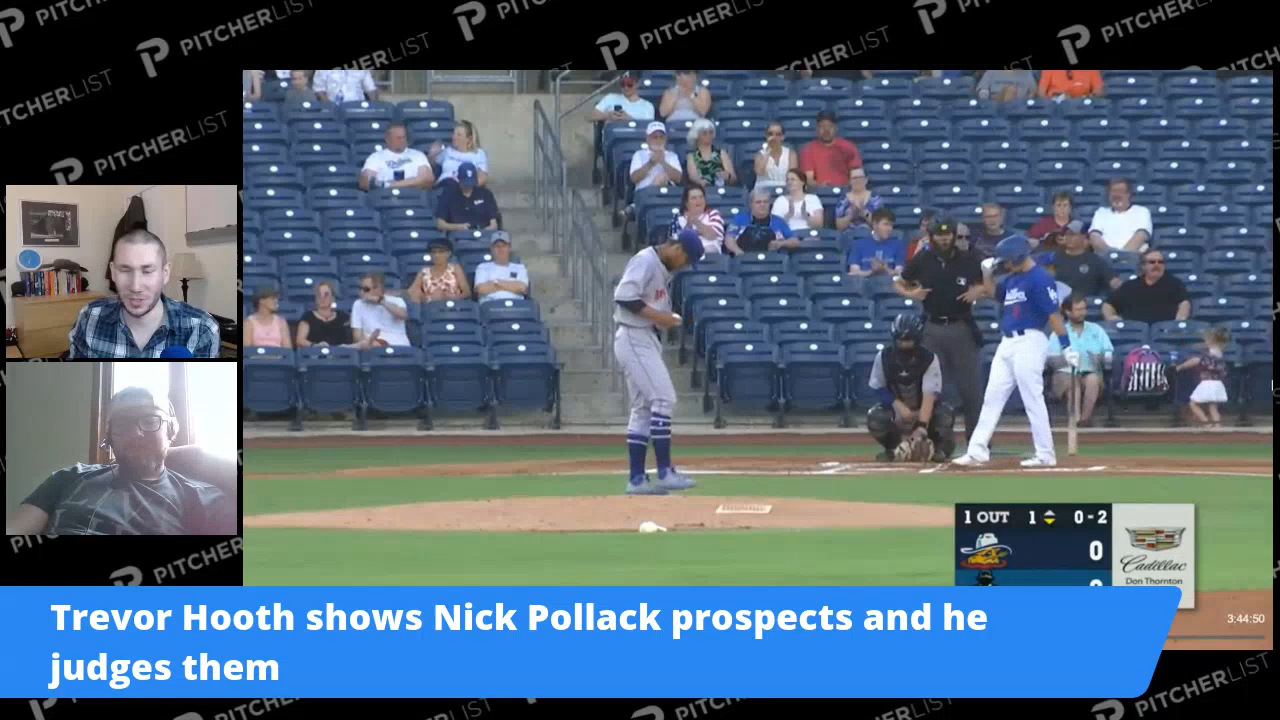 PITCHERLIST
1 OUT 1 0 - 2
0
Cadillac
Don Thornton
3:44:50
Trevor Hooth shows Nick Pollack prospects and he
judges them